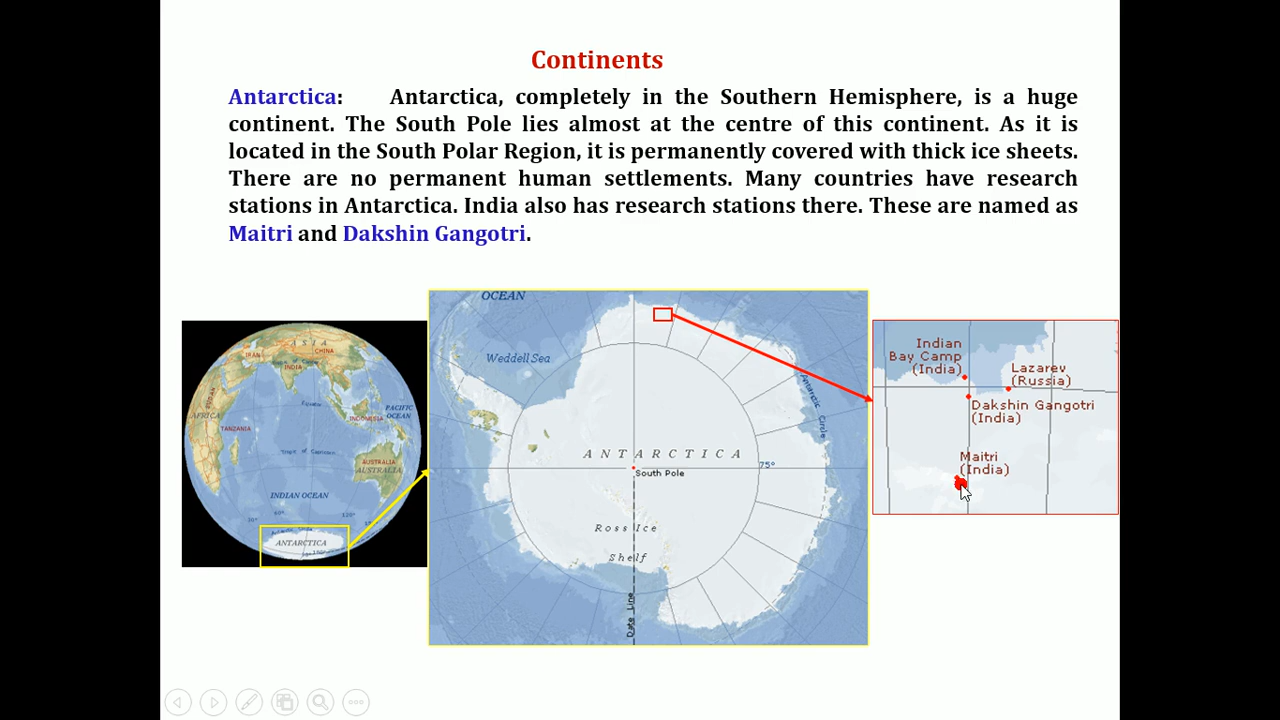 Continents
Antarctica: Antarctica, completely in the Southern Hemisphere, is a huge
continent. The South Pole lies almost at the centre of this continent. As it is
located in the South Polar Region, it is permanently covered with thick ice sheets.
There are no permanent human settlements. Many countries have research
stations in Antarctica. India also has research stations there. These are named as
Maitri and Dakshin Gangotri.
ASIA
IRAN
CHINA
INDIA
AFRICA
PACIFIC
OCEAN
INDONESIA
TANZANIA
Tropic of Capricorn
AUSTRALIA
AUSTRALIA
INDIAN OCEAN
ANTARCTICA
OCEAN
Weddell Sea
Antarctic Circle
ANTARCTICA
75°
South Pole
Ross Ice
Shelf
Date Line
Indian
Bay Camp
(India)
Lazarev
(Russia)
Dakshin Gangotri
(India)
Maitri
(India)